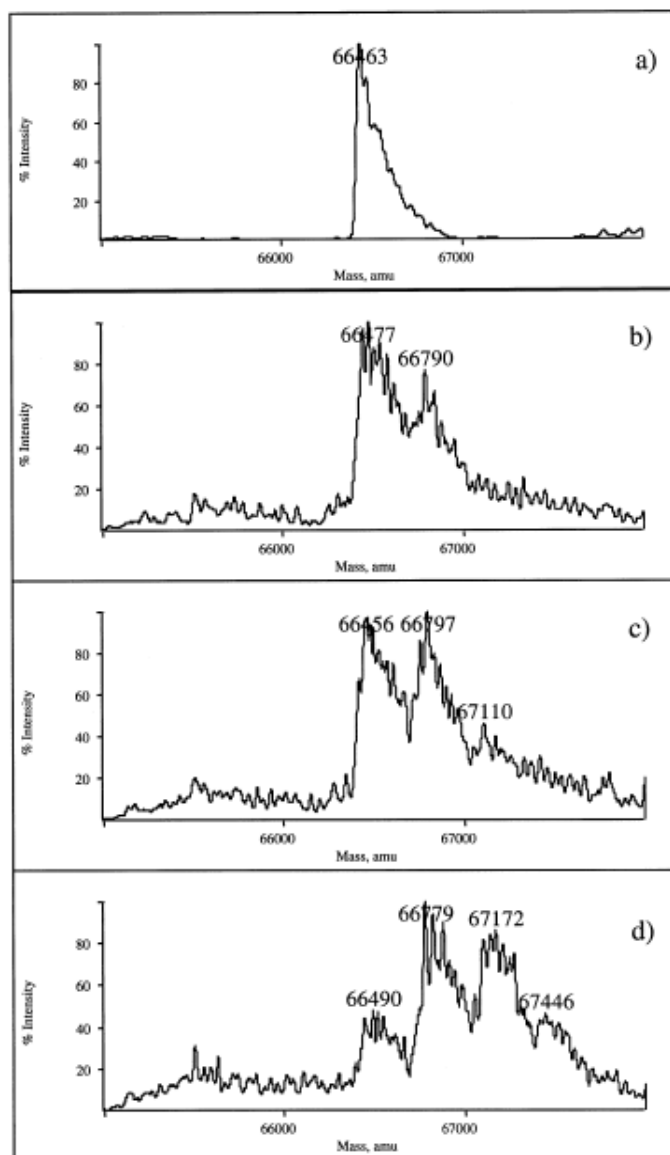 66463
a)
80
60
40
20
% Intensity
66000 67000
Mass, amu
66477
b)
66790
80
60
40
20
% Intensity
66000 67000
Mass, amu
66456 66797
c)
80
67110
60
40
20
% Intensity
66000 67000
Mass, amu
66779 67172
d)
80
66490 67446
60
40
20
% Intensity
66000 67000
Mass, amu